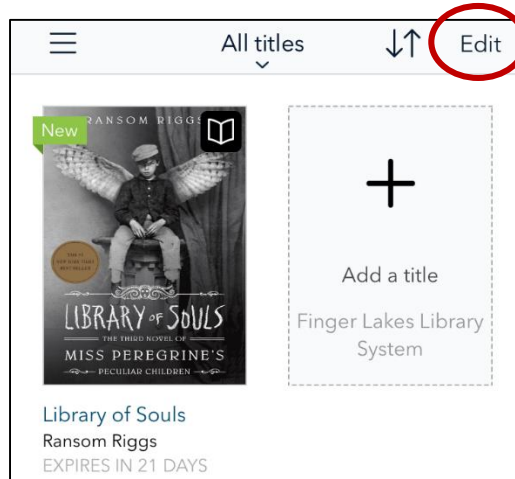 All titles
Edit
New
RANSOM RIGGS
LIBRARY OF SOULS
THE THIRD NOVEL OF
MISS PEREGRINE'S
PECULIAR CHILDREN
Add a title
Finger Lakes Library
System
Library of Souls
Ransom Riggs
EXPIRES IN 21 DAYS